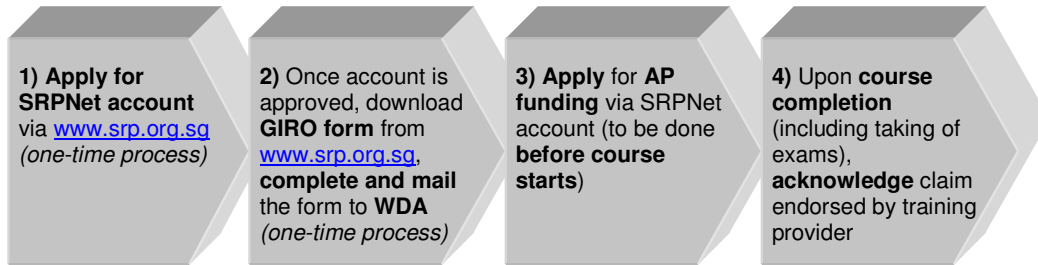 1) Apply for
SRPNet account
via www.srp.org.sg
(one-time process)
2) Once account is
approved, download
GIRO form from
www.srp.org.sg,
complete and mail
the form to WDA
(one-time process)
3) Apply for AP
funding via SRPNet
account (to be done
before course
starts)
4) Upon course
completion
(including taking of
exams),
acknowledge claim
endorsed by training
provider